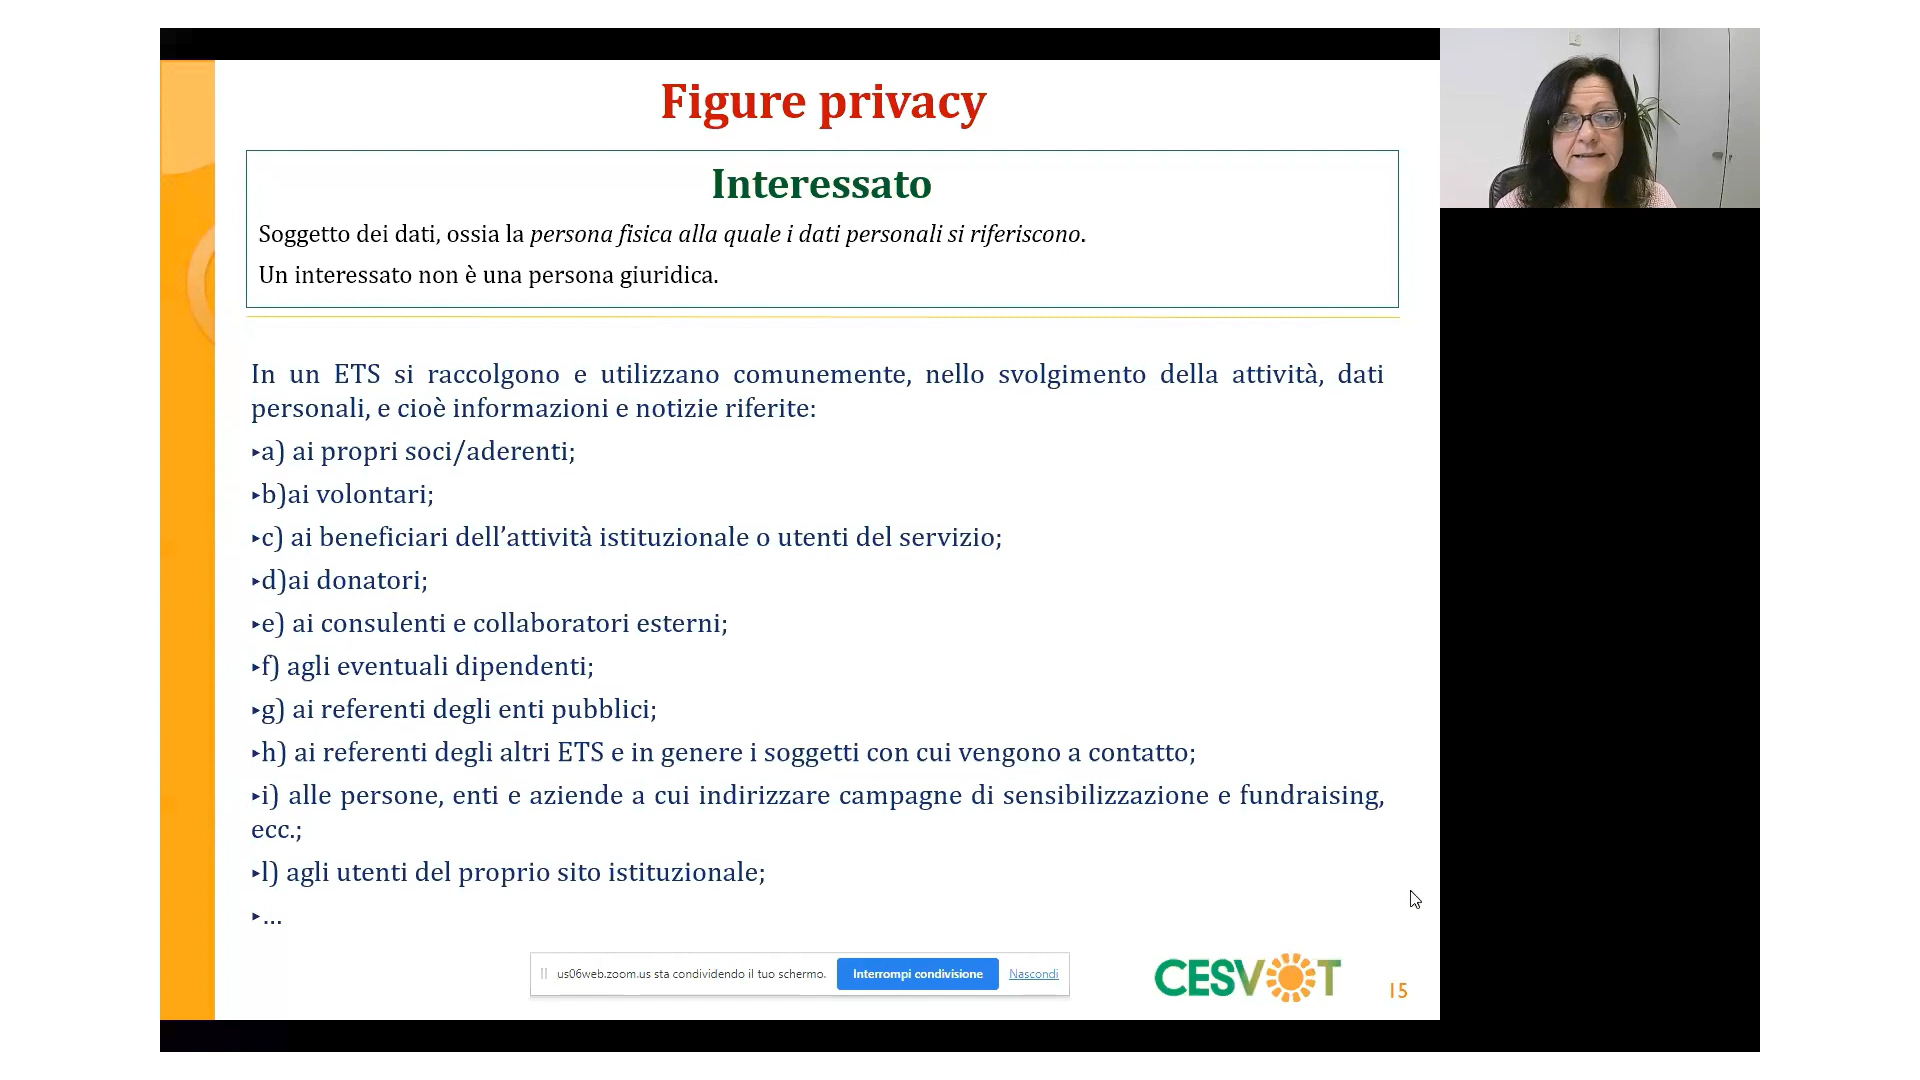 Figure privacy
Interessato
Soggetto dei dati, ossia la persona fisica alla quale i dati personali si riferiscono.
Un interessato non è una persona giuridica.
In un ETS si raccolgono e utilizzano comunemente, nello svolgimento della attività, dati
personali, e cioè informazioni e notizie riferite:
‣a) ai propri soci/aderenti;
‣b)ai volontari;
‣c) ai beneficiari dell’attività istituzionale o utenti del servizio;
‣d)ai donatori;
‣e) ai consulenti e collaboratori esterni;
‣f) agli eventuali dipendenti;
‣g) ai referenti degli enti pubblici;
‣h) ai referenti degli altri ETS e in genere i soggetti con cui vengono a contatto;
‣i) alle persone, enti e aziende a cui indirizzare campagne di sensibilizzazione e fundraising,
ecc.;
‣l) agli utenti del proprio sito istituzionale;
‣...
us06web.zoom.us sta condividendo il tuo schermo. Interrompi condivisione Nascondi
CESVOT
15